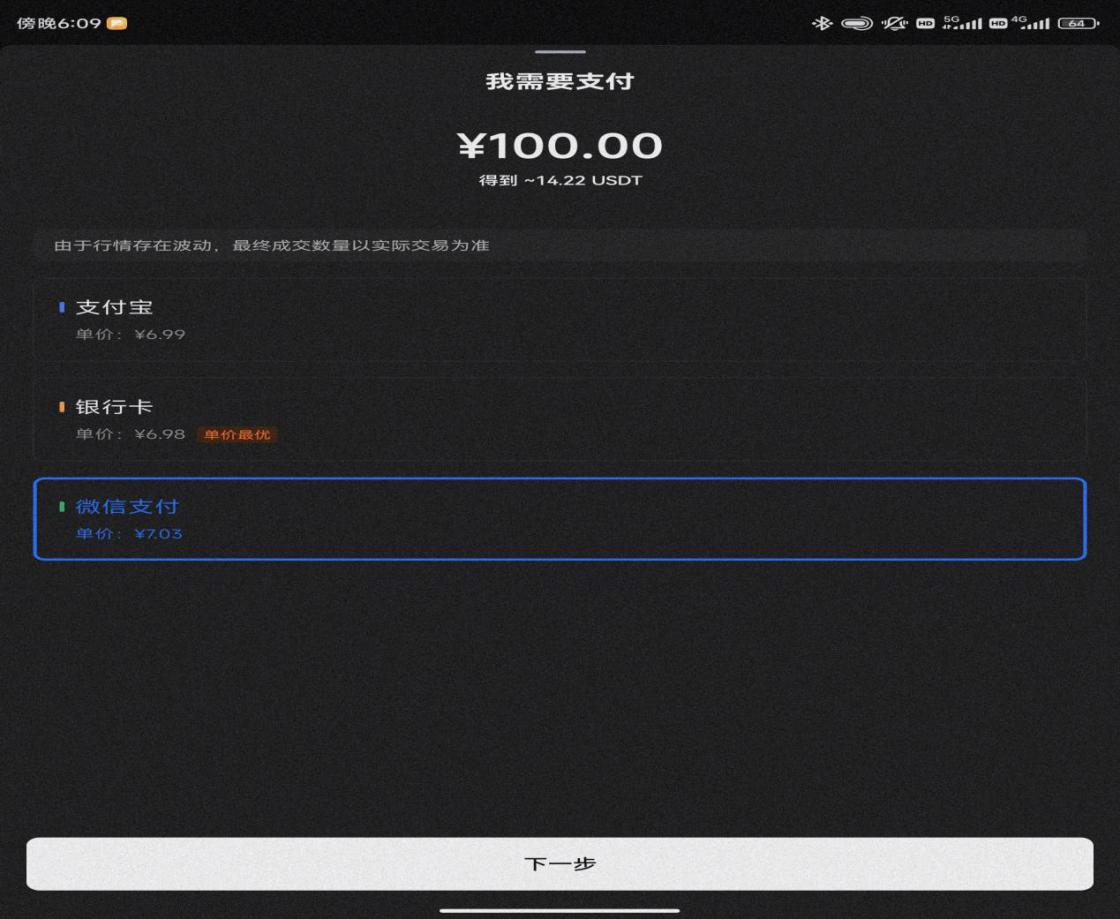 傍晚6:09
HD 5G HD 4G 64
我需要支付
¥100.00
得到 ~14.22 USDT
由于行情存在波动，最终成交数量以实际交易为准
支付宝
单价：¥6.99
银行卡
单价：¥6.98 单价最优
微信支付
单价：¥7.03
下一步